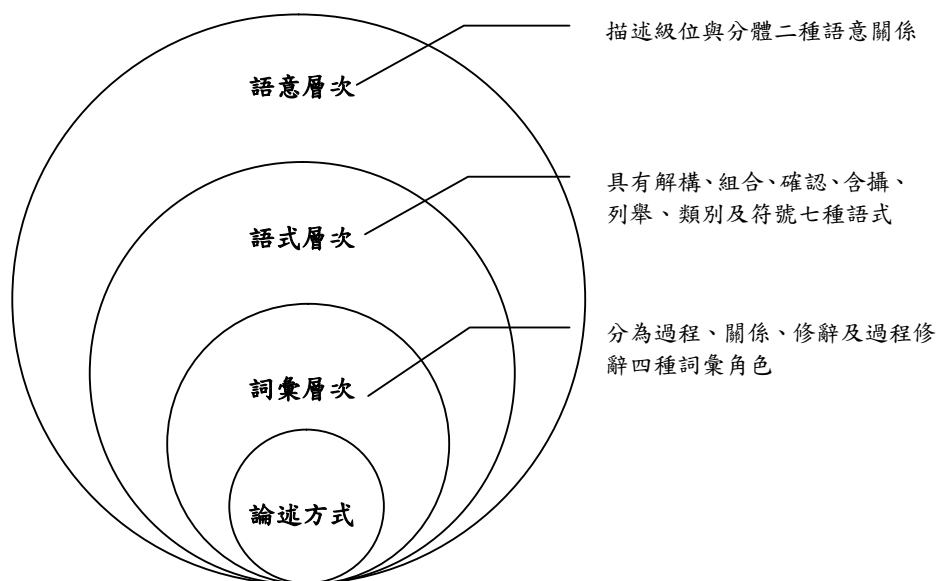 描述級位與分體二種語意關係
語意層次
具有解構、組合、確認、含攝、
列舉、類別及符號七種語式
語式層次
分為過程、關係、修辭及過程修
辭四種詞彙角色
詞彙層次
論述方式